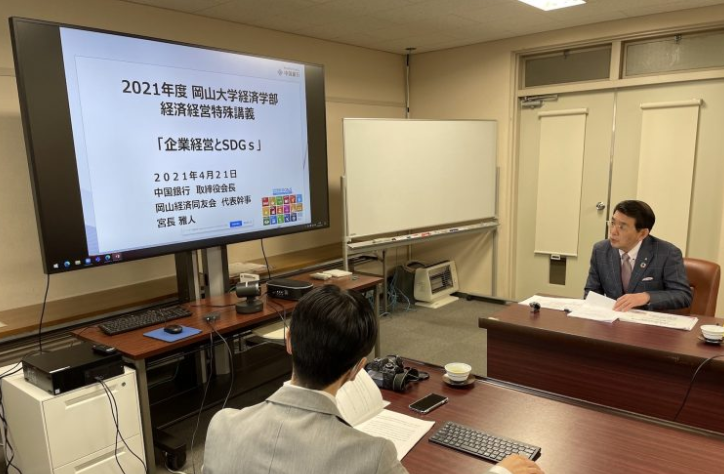 2021年度 岡山大学経済学部
経済経営特殊講義
「企業経営とSDGｓ」
２０２１年４月２１日
中国銀行 取締役会長
岡山経済同友会 代表幹事
宮長 雅人